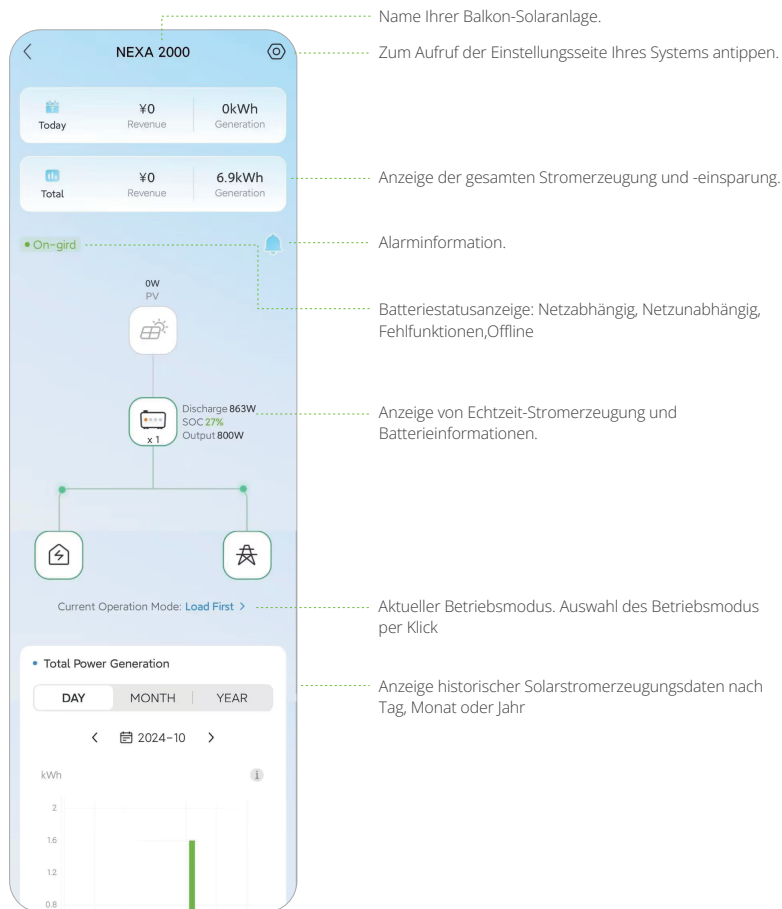 Name Ihrer Balkon-Solaranlage.
NEXA 2000
Zum Aufruf der Einstellungsseite Ihres Systems antippen.
Today
¥0
Revenue
0kWh
Generation
Total
¥0
Revenue
6.9kWh
Generation
Anzeige der gesamten Stromerzeugung und -einsparung.
On-gird
Alarminformation.
0W
PV
Batteriestatusanzeige: Netzabhängig, Netzunabhängig,
Fehlfunktionen,Offline
x 1
Discharge 863W
SOC 27%
Output 800W
Anzeige von Echtzeit-Stromerzeugung und
Batterieinformationen.
Current Operation Mode: Load First >
Aktueller Betriebsmodus. Auswahl des Betriebsmodus
per Klick
Total Power Generation
DAY MONTH YEAR
Anzeige historischer Solarstromerzeugungsdaten nach
Tag, Monat oder Jahr
< 2024-10 >
kWh
i
2
1.6
1.2
0.8